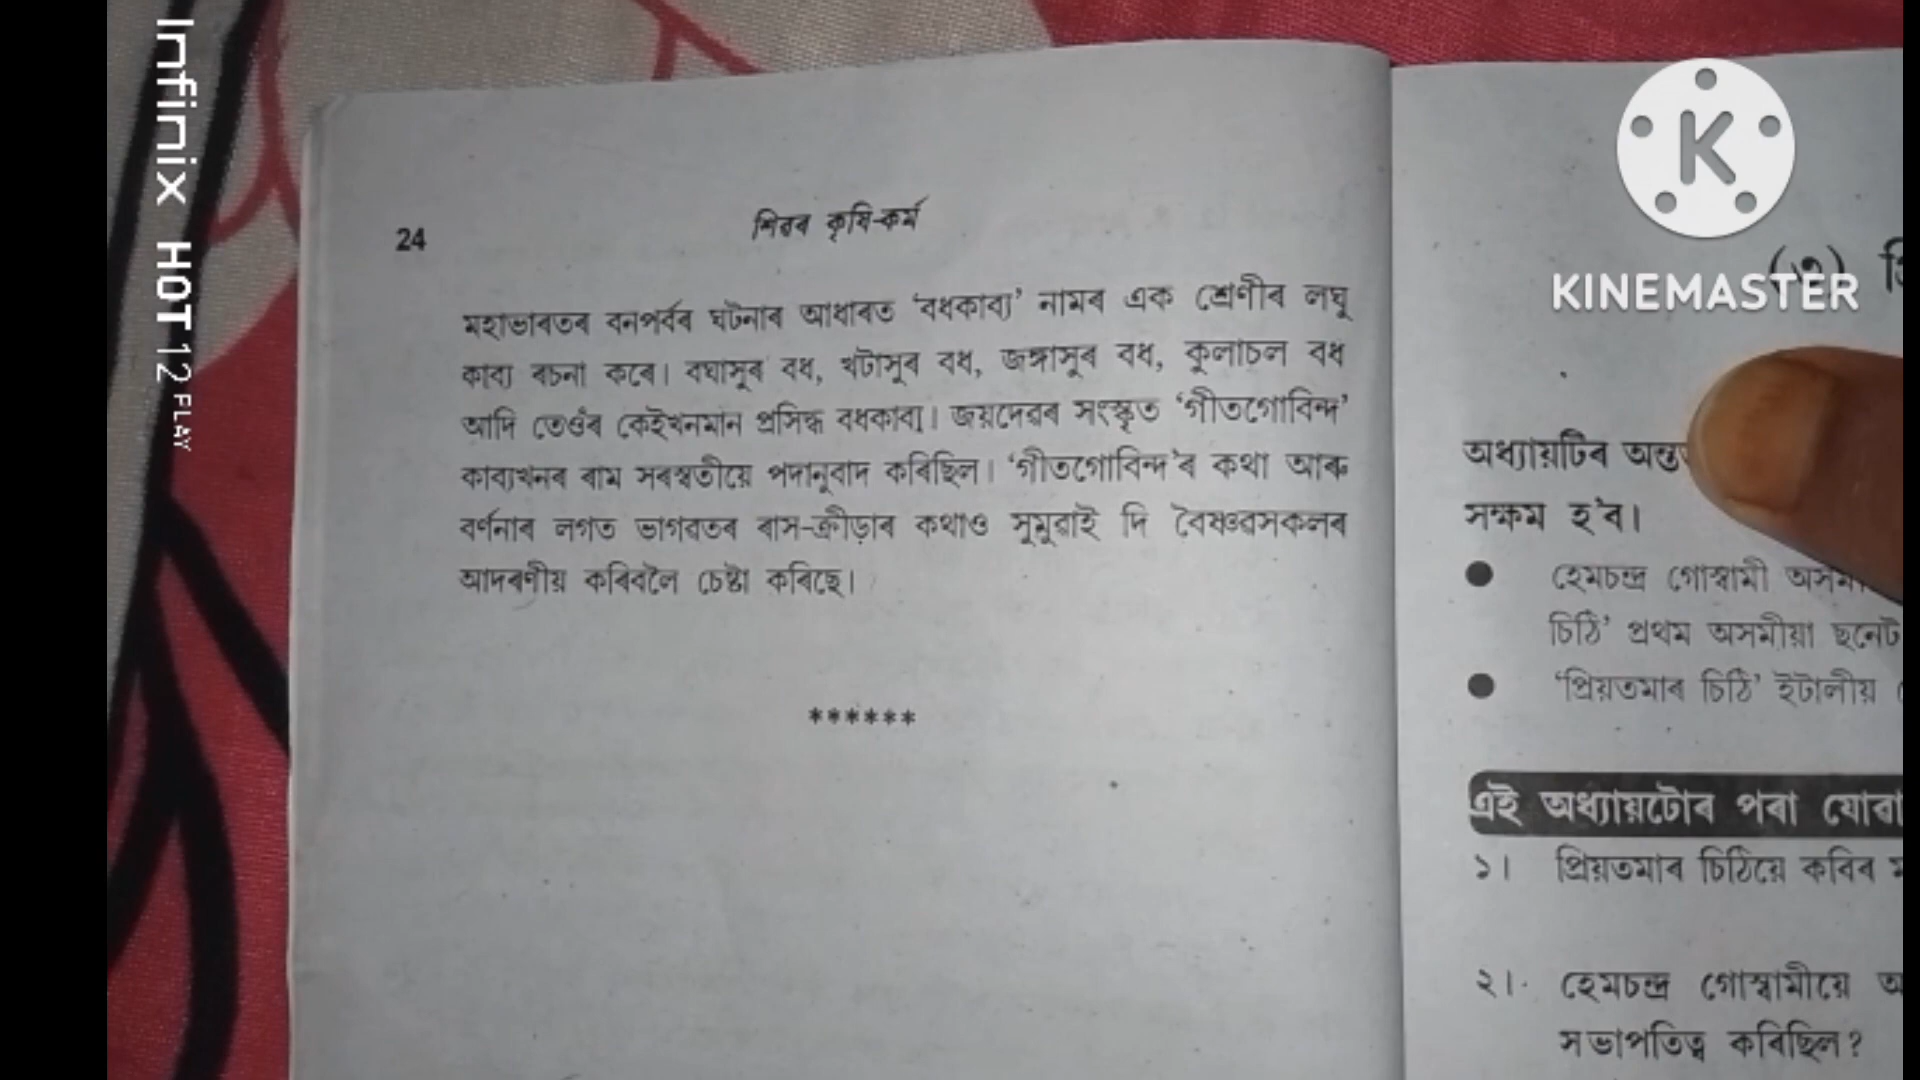 Infinix HOT 12 PLAY
KINEMASTER
24
শিৱৰ কৃষি-কৰ্ম
মহাভাৰতৰ বনপৰ্বৰ ঘটনাৰ আধাৰত ‘বধকাব্য’ নামৰ এক শ্ৰেণীৰ লঘু
কাব্য ৰচনা কৰে। বঘাসুৰ বধ, খটাসুৰ বধ, জঙ্গাসুৰ বধ, কুলাচল বধ
আদি তেওঁৰ কেইখনমান প্ৰসিদ্ধ বধকাব্য। জয়দেৱৰ সংস্কৃত ‘গীতগোবিন্দ’
কাব্যখনৰ ৰাম সৰস্বতীয়ে পদানুবাদ কৰিছিল। ‘গীতগোবিন্দ’ৰ কথা আৰু
বৰ্ণনাৰ লগত ভাগৱতৰ ৰাস-ক্ৰীড়াৰ কথাও সুমুৱাই দি বৈষ্ণৱসকলৰ
আদৰণীয় কৰিবলৈ চেষ্টা কৰিছে।
******
অধ্যায়টিৰ
সক্ষম হ’ব।
● হেমচন্দ্ৰ গোস্বামী
চিঠি’ প্ৰথম অসমীয়া ছনেট
● ‘প্ৰিয়তমাৰ চিঠি’ ইটালীয়
এই অধ্যায়টোৰ পৰা যোৱা
১। প্ৰিয়তমাৰ চিঠিয়ে কবিৰ
২। হেমচন্দ্ৰ গোস্বামীয়ে
সভাপতিত্ব কৰিছিল?